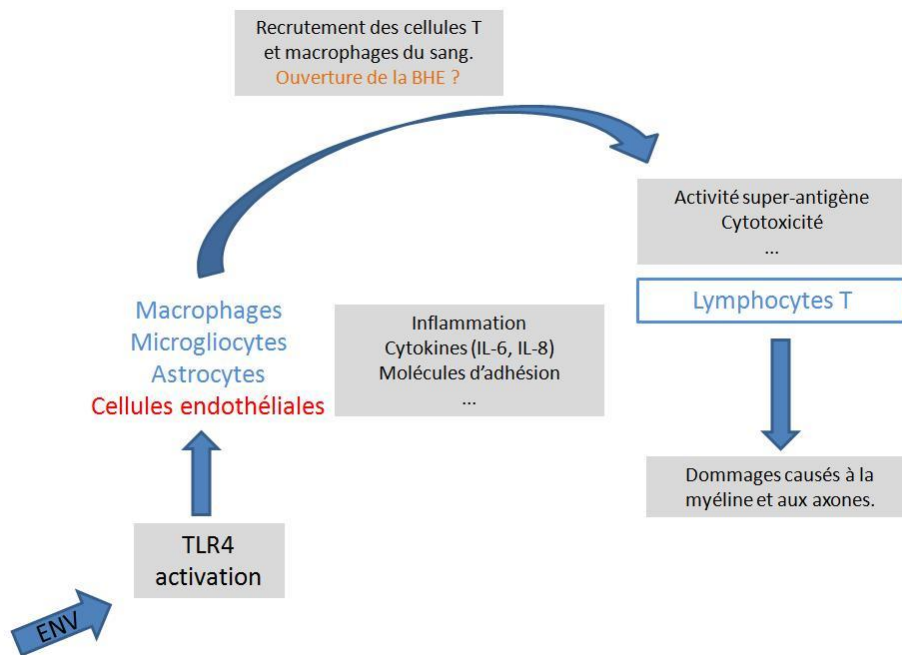 Recrutement des cellules T
et macrophages du sang.
Ouverture de la BHE ?
Activité super-antigène
Cytotoxicité
...
Lymphocytes T
Macrophages
Microgliocytes
Astrocytes
Cellules endothéliales
Inflammation
Cytokines (IL-6, IL-8)
Molécules d'adhésion
...
Dommages causés à la
myéline et aux axones.
TLR4
activation
ENV